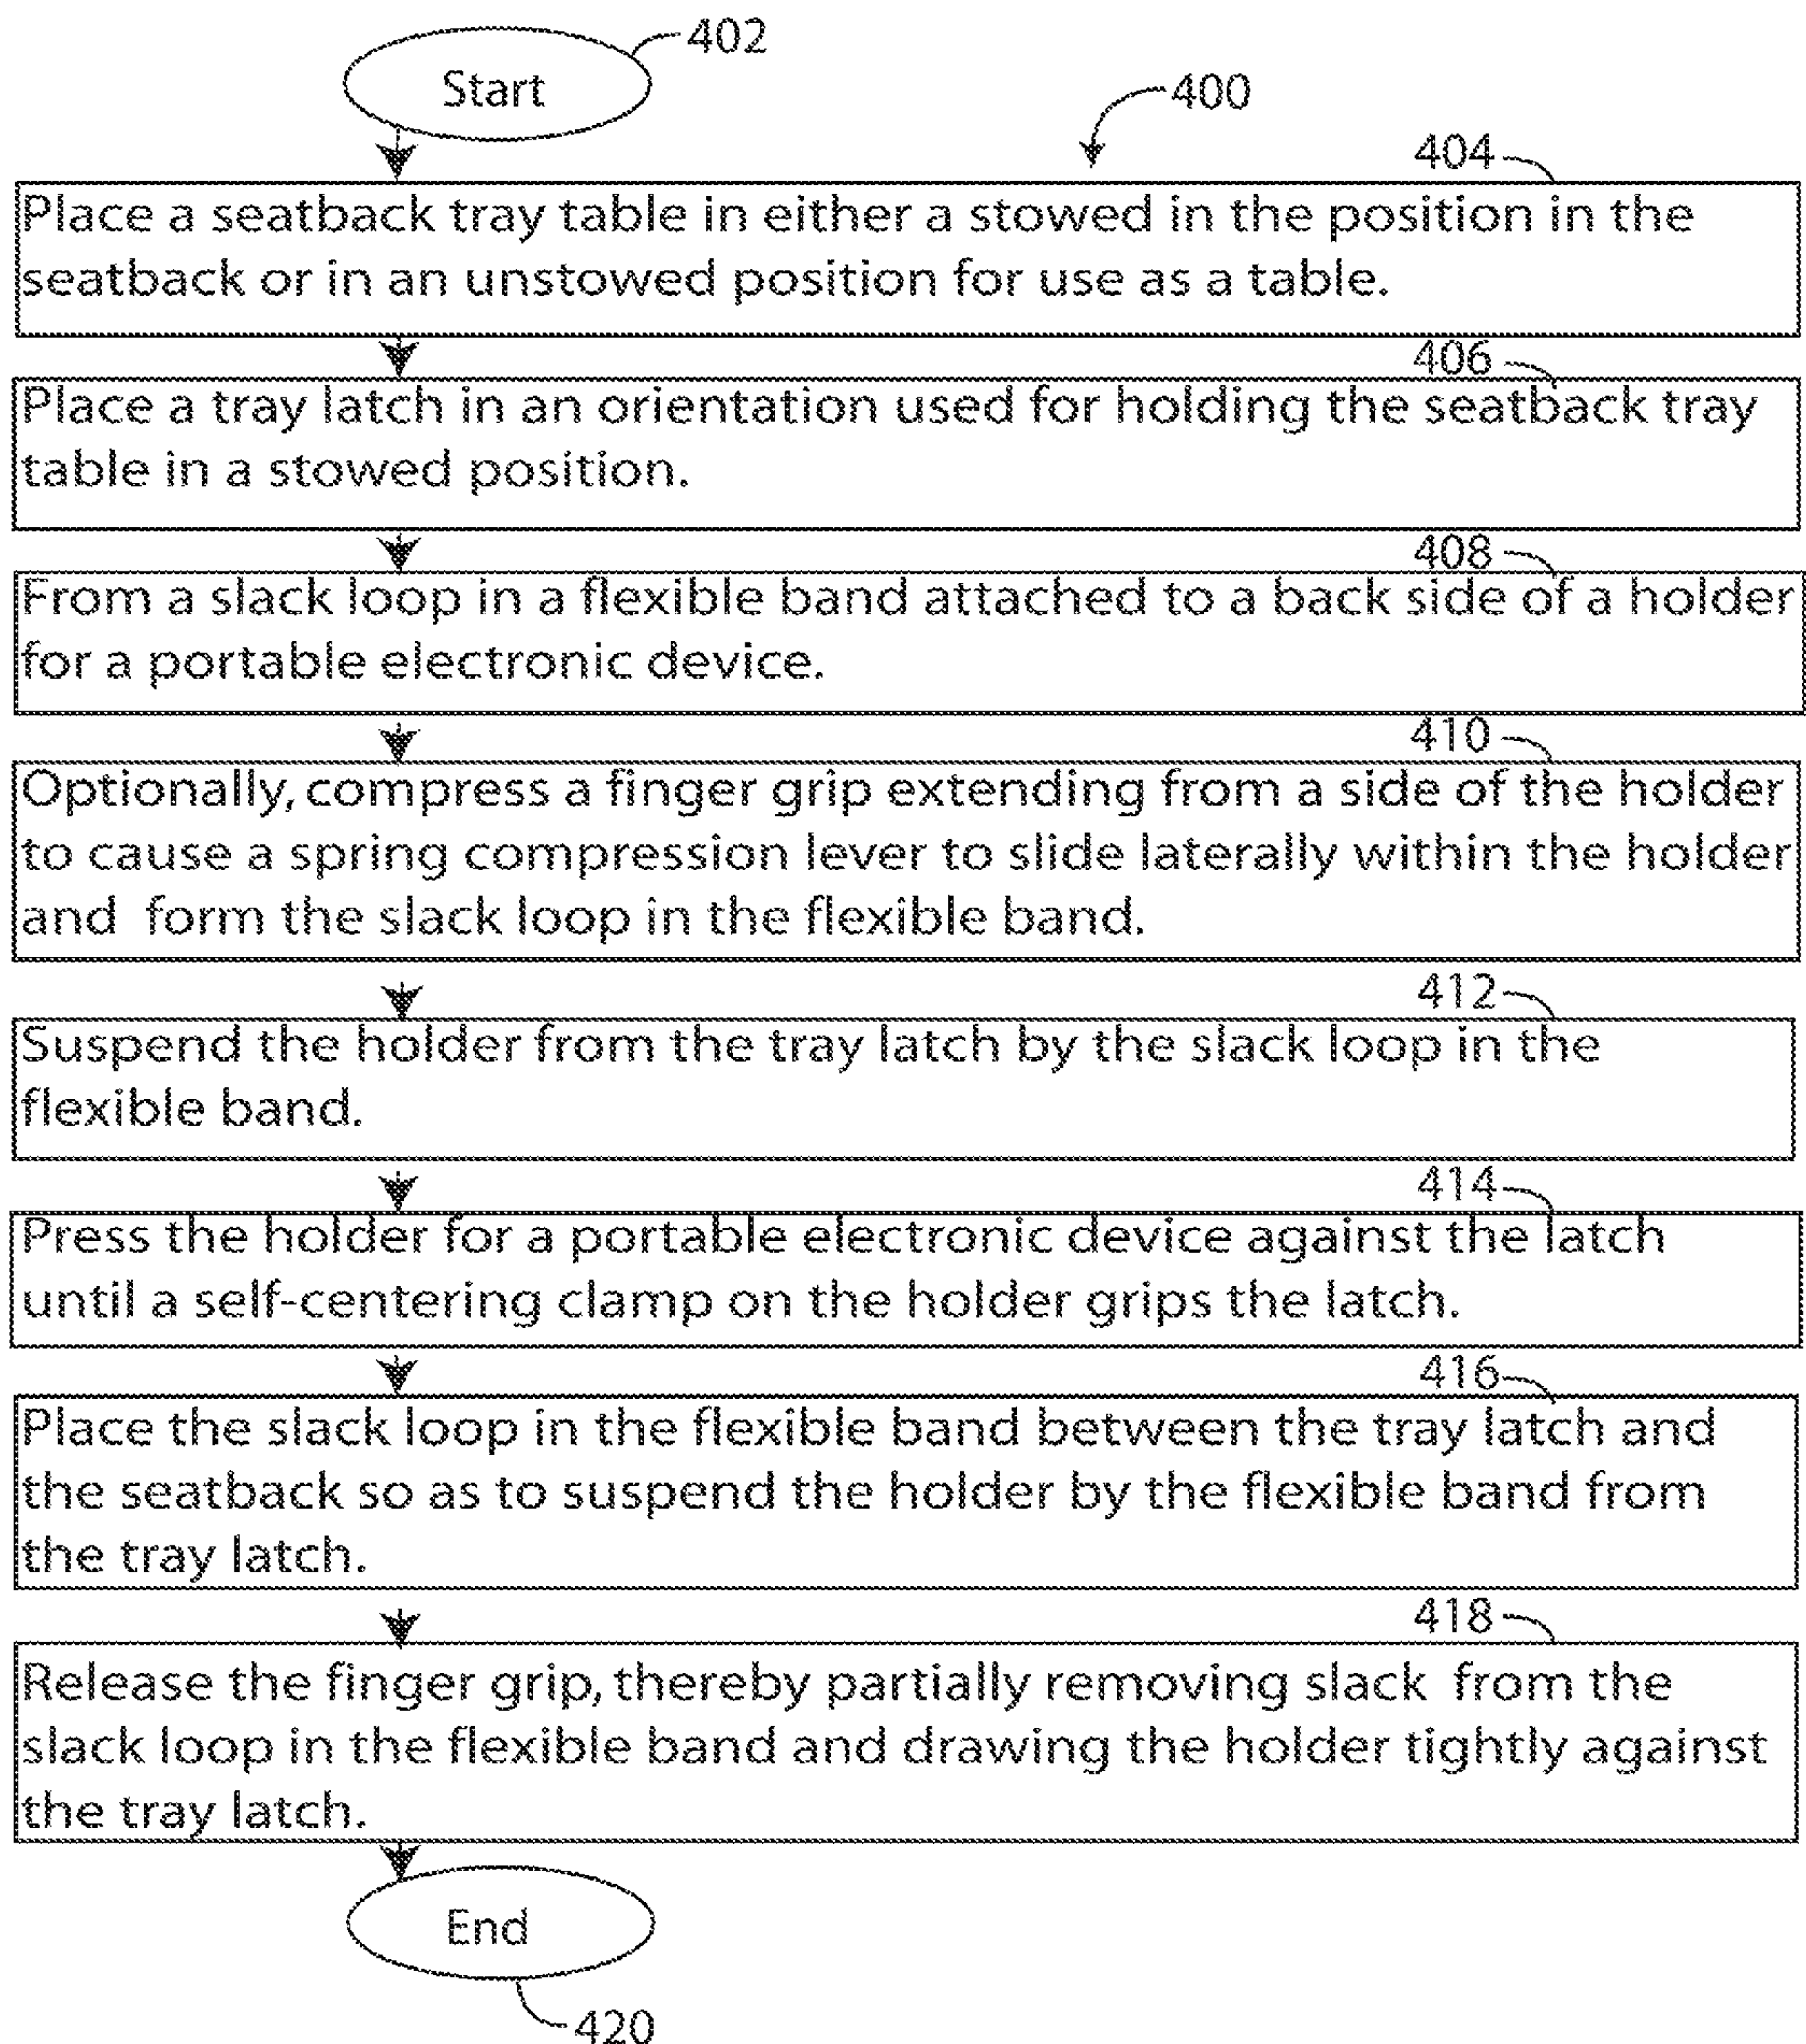 402
Start
400
404
Place a seatback tray table in either a stowed in the position in the
seatback or in an unstowed position for use as a table.
406
Place a tray latch in an orientation used for holding the seatback tray
table in a stowed position.
408
From a slack loop in a flexible band attached to a back side of a holder
for a portable electronic device.
410
Optionally, compress a finger grip extending from a side of the holder
to cause a spring compression lever to slide laterally within the holder
and form the slack loop in the flexible band.
412
Suspend the holder from the tray latch by the slack loop in the
flexible band.
414
Press the holder for a portable electronic device against the latch
until a self-centering clamp on the holder grips the latch.
416
Place the slack loop in the flexible band between the tray latch and
the seatback so as to suspend the holder by the flexible band from
the tray latch.
418
Release the finger grip, thereby partially removing slack from the
slack loop in the flexible band and drawing the holder tightly against
the tray latch.
End
420